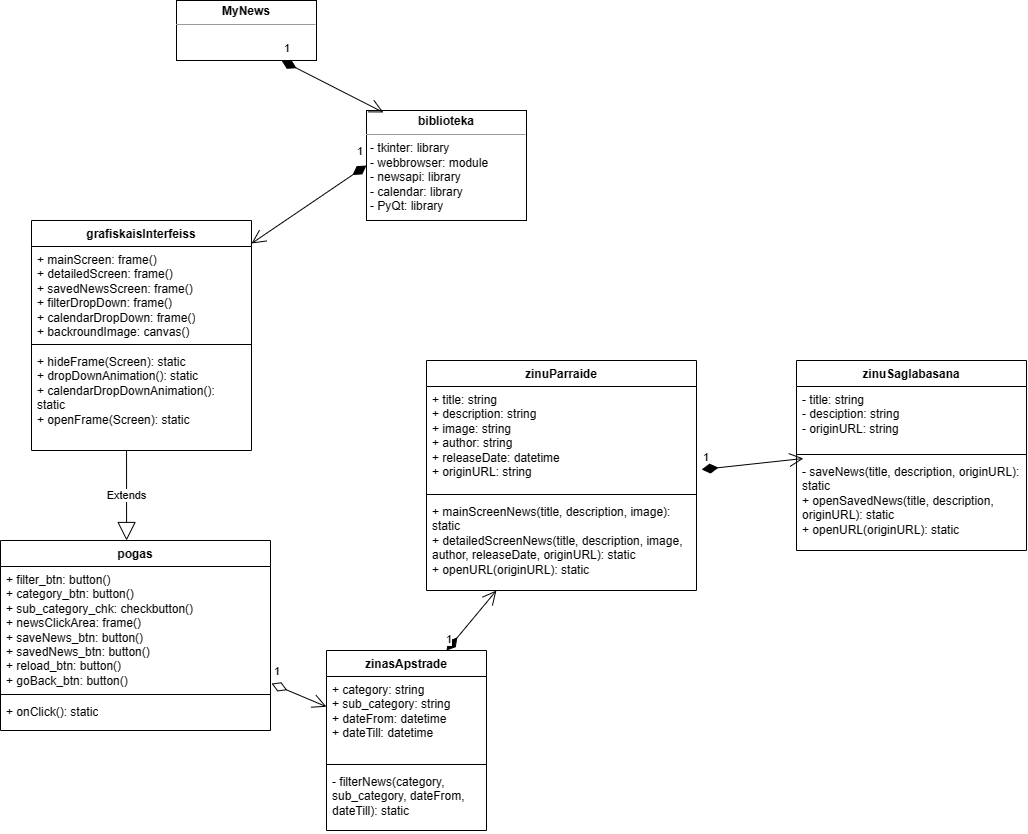 MyNews
1
biblioteka
- tkinter: library
- webbrowser: module
- newsapi: library
- calendar: library
- PyQt: library
1
grafiskaisInterfeiss
+ mainScreen: frame()
+ detailedScreen: frame()
+ savedNewsScreen: frame()
+ filterDropDown: frame()
+ calendarDropDown: frame()
+ backroundImage: canvas()
+ hideFrame(Screen): static
+ dropDownAnimation(): static
+ calendarDropDownAnimation():
static
+ openFrame(Screen): static
Extends
pogas
+ filter_btn: button()
+ category_btn: button()
+ sub_category_chk: checkbutton()
+ newsClickArea: frame()
+ saveNews_btn: button()
+ savedNews_btn: button()
+ reload_btn: button()
+ goBack_btn: button()
+ onClick(): static
1
zinasApstrade
+ category: string
+ sub_category: string
+ dateFrom: datetime
+ dateTill: datetime
- filterNews(category,
sub_category, dateFrom,
dateTill): static
1
zinuParraide
+ title: string
+ description: string
+ image: string
+ author: string
+ releaseDate: datetime
+ originURL: string
+ mainScreenNews(title, description, image):
static
+ detailedScreenNews(title, description, image,
author, releaseDate, originURL): static
+ openURL(originURL): static
1
zinuSaglabasana
- title: string
- desciption: string
- originURL: string
- saveNews(title, description, originURL):
static
+ openSavedNews(title, description,
originURL): static
+ openURL(originURL): static